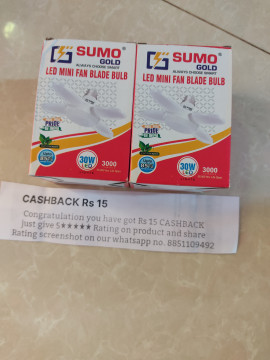 SUMO
GOLD
ALWAYS CHOOSE SMART
LED MINI FAN BLADE BULB
30W
LED
3000
SUMO
GOLD
ALWAYS CHOOSE SMART
LED MINI FAN BLADE BULB
30W
LED
3000
CASHBACK Rs 15
Congratulation you have got Rs 15 CASHBACK
just give 5★★★★★ Rating on product and share
Rating screenshot on our whatsapp no. 8851109492